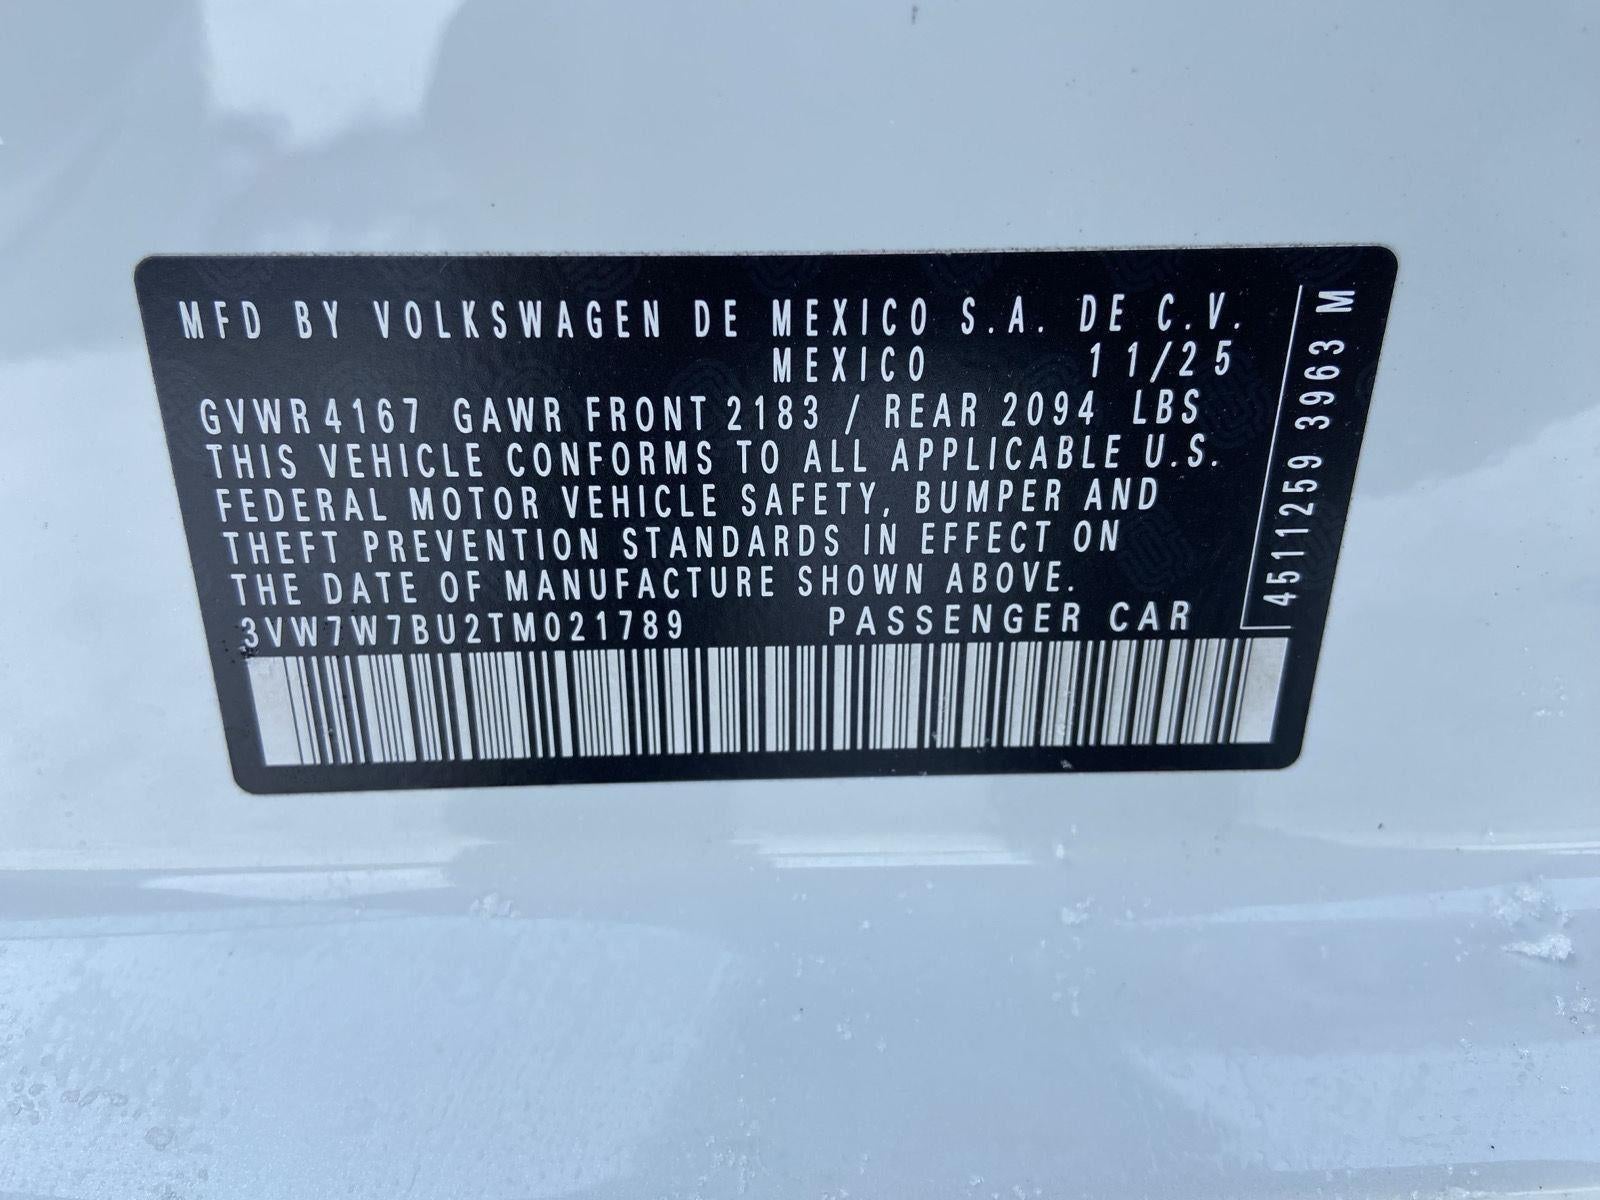 MFD BY VOLKSWAGEN DE MEXICO S.A. DE C.V.
MEXICO 11/25
GVWR 4167 GAWR FRONT 2183 / REAR 2094 LBS
THIS VEHICLE CONFORMS TO ALL APPLICABLE U.S.
FEDERAL MOTOR VEHICLE SAFETY, BUMPER AND
THEFT PREVENTION STANDARDS IN EFFECT ON
THE DATE OF MANUFACTURE SHOWN ABOVE.
3VW7W7BU2TM021789 PASSENGER CAR
4511259 3963 M